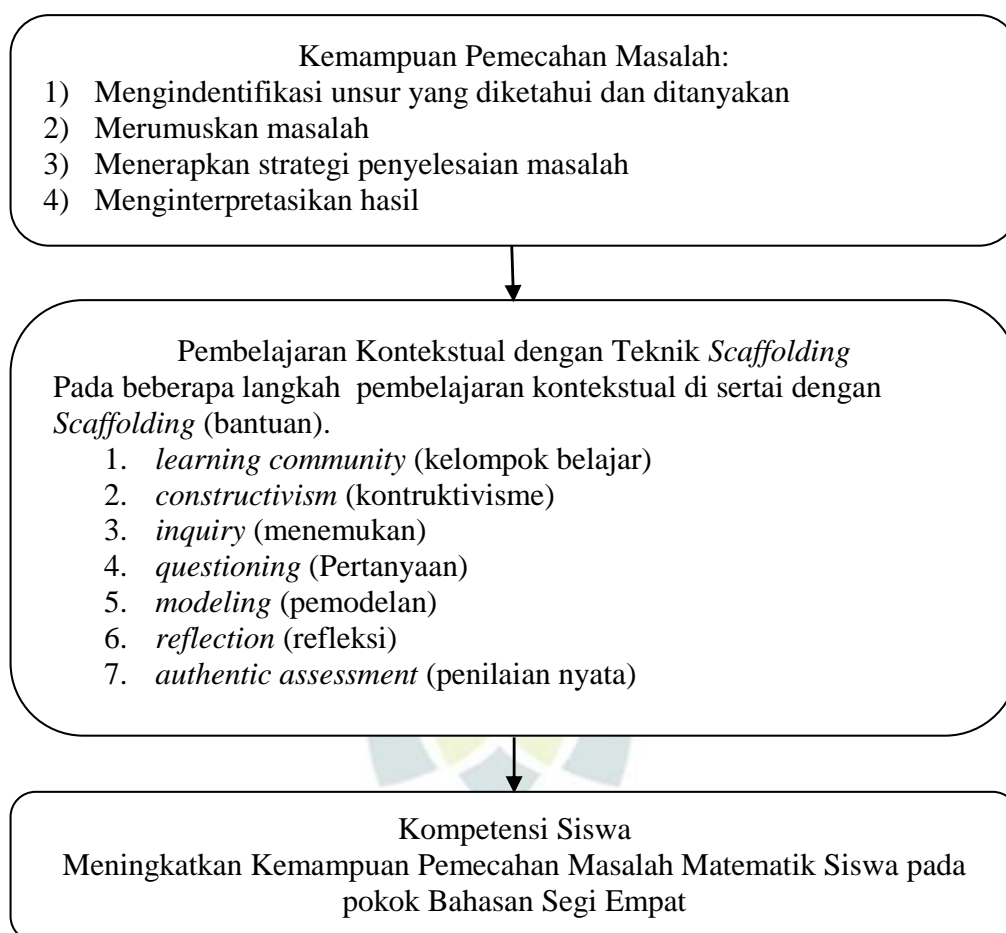 Kemampuan Pemecahan Masalah:
1) Mengindentifikasi unsur yang diketahui dan ditanyakan
2) Merumuskan masalah
3) Menerapkan strategi penyelesaian masalah
4) Menginterpretasikan hasil
Pembelajaran Kontekstual dengan Teknik Scaffolding
Pada beberapa langkah pembelajaran kontekstual di sertai dengan
Scaffolding (bantuan).
1. learning community (kelompok belajar)
2. constructivism (kontruktivisme)
3. inquiry (menemukan)
4. questioning (Pertanyaan)
5. modeling (pemodelan)
6. reflection (refleksi)
7. authentic assessment (penilaian nyata)
Kompetensi Siswa
Meningkatkan Kemampuan Pemecahan Masalah Matematik Siswa pada
pokok Bahasan Segi Empat